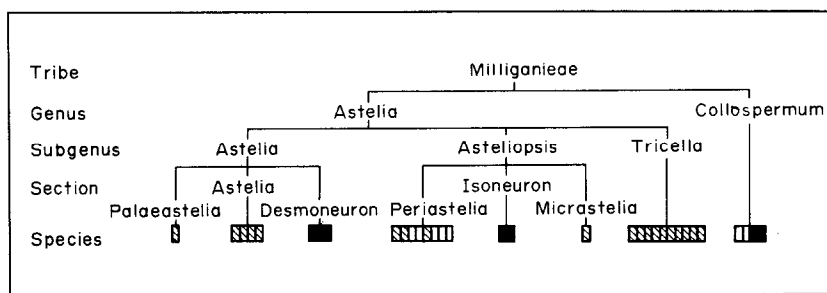 Tribe Milliganieae
Genus Astelia Collospermum
Subgenus Astelia Asteliopsis Tricella
Section Astelia Isoneuron
Palaeastelia Desmoneuron Periastelia Micrastelia
Species